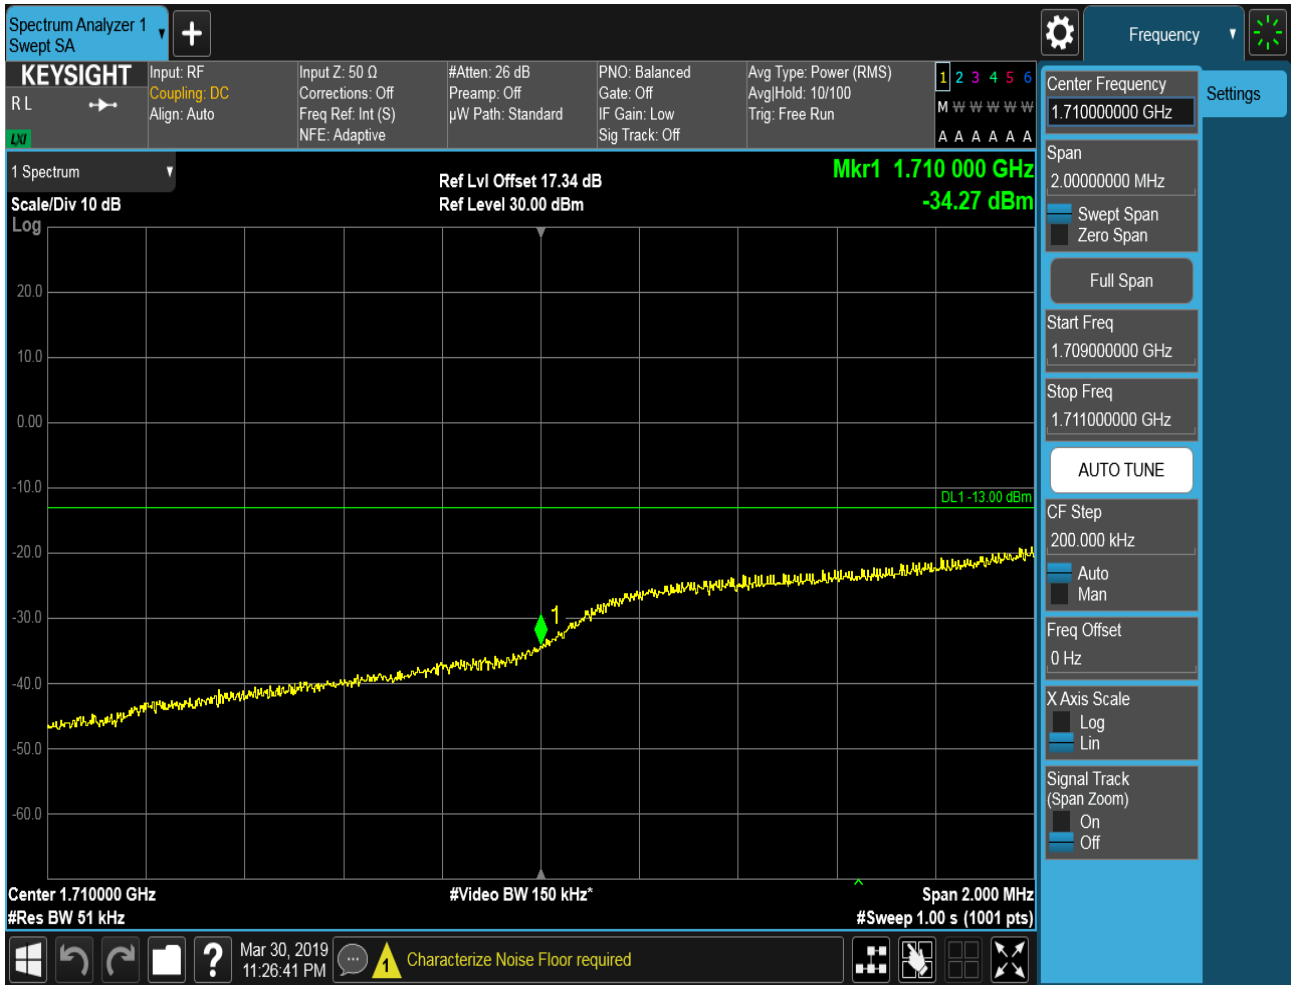 Spectrum Analyzer 1
Swept SA
Frequency
KEYSIGHT
R L
LXI
Input: RF
Coupling: DC
Align: Auto
Input Z: 50 Ω
Corrections: Off
Freq Ref: Int (S)
NFE: Adaptive
#Atten: 26 dB
Preamp: Off
µW Path: Standard
PNO: Balanced
Gate: Off
IF Gain: Low
Sig Track: Off
Avg Type: Power (RMS)
Avg|Hold: 10/100
Trig: Free Run
1 2 3 4 5 6
M W W W W W
A A A A A A
1 Spectrum
Scale/Div 10 dB
Log
Ref Lvl Offset 17.34 dB
Ref Level 30.00 dBm
Mkr1 1.710 000 GHz
-34.27 dBm
20.0
10.0
0.00
-10.0
-20.0
-30.0
-40.0
-50.0
-60.0
DL1 -13.00 dBm
1
Center 1.710000 GHz
#Res BW 51 kHz
#Video BW 150 kHz*
Span 2.000 MHz
#Sweep 1.00 s (1001 pts)
Center Frequency
1.710000000 GHz
Settings
Span
2.00000000 MHz
Swept Span
Zero Span
Full Span
Start Freq
1.709000000 GHz
Stop Freq
1.711000000 GHz
AUTO TUNE
CF Step
200.000 kHz
Auto
Man
Freq Offset
0 Hz
X Axis Scale
Log
Lin
Signal Track
(Span Zoom)
On
Off
?
Mar 30, 2019
11:26:41 PM
1
Characterize Noise Floor required